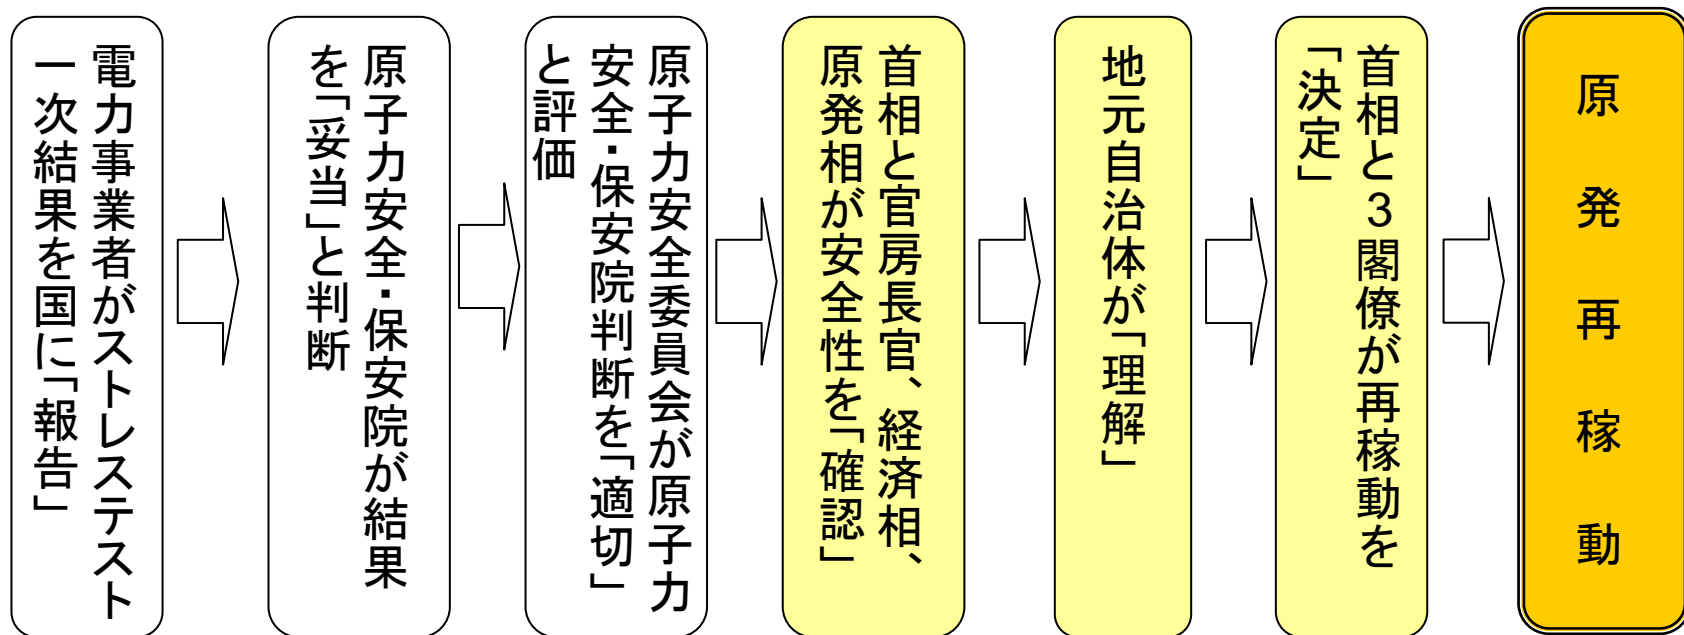 電力事業者がストレステスト
一次結果を国に「報告」
原子力安全・保安院が結果
を「妥当」と判断
原子力安全委員会が原子力
安全・保安院判断を「適切」
と評価
首相と官房長官、経済相、
原発相が安全性を「確認」
地元自治体が「理解」
首相と3閣僚が再稼動を
「決定」
原発再稼動